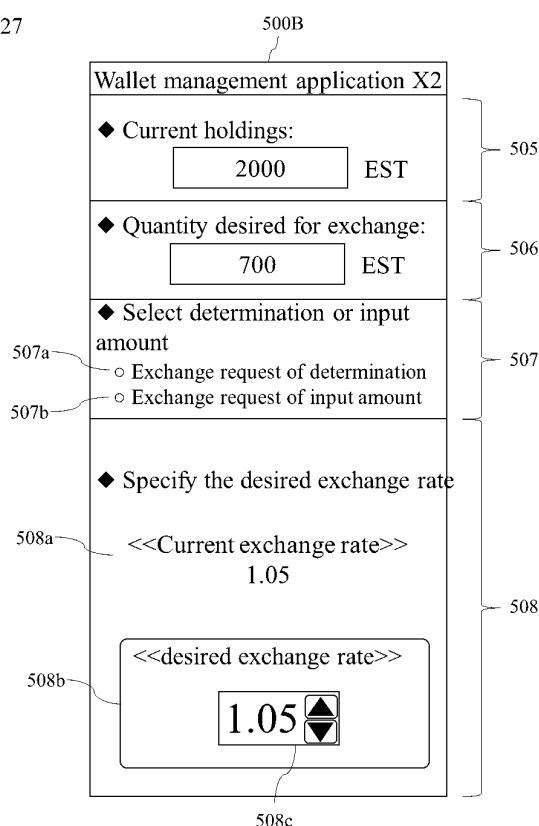 27
500B
Wallet management application X2
◆ Current holdings:
2000 EST
505
◆ Quantity desired for exchange:
700 EST
506
◆ Select determination or input
amount
507a
○ Exchange request of determination
507
507b
○ Exchange request of input amount
◆ Specify the desired exchange rate
508a
<<Current exchange rate>>
1.05
508
<<desired exchange rate>>
508b
1.05
508c